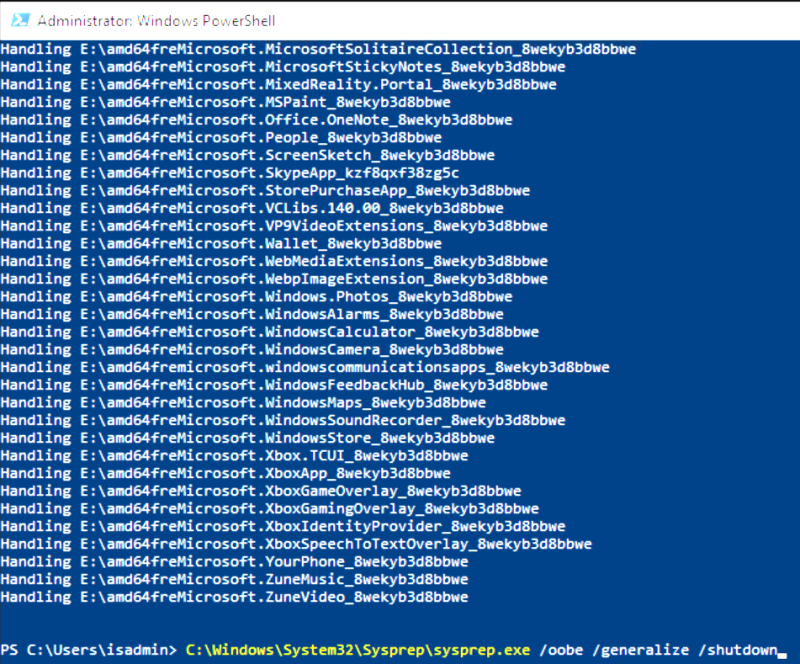 Administrator: Windows PowerShell
Handling E:\amd64freMicrosoft.MicrosoftSolitaireCollection_8wekyb3d8bbwe
Handling E:\amd64freMicrosoft.MicrosoftStickyNotes_8wekyb3d8bbwe
Handling E:\amd64freMicrosoft.MixedReality.Portal_8wekyb3d8bbwe
Handling E:\amd64freMicrosoft.MSPaint_8wekyb3d8bbwe
Handling E:\amd64freMicrosoft.Office.OneNote_8wekyb3d8bbwe
Handling E:\amd64freMicrosoft.People_8wekyb3d8bbwe
Handling E:\amd64freMicrosoft.ScreenSketch_8wekyb3d8bbwe
Handling E:\amd64freMicrosoft.SkypeApp_kzf8qxf38zg5c
Handling E:\amd64freMicrosoft.StorePurchaseApp_8wekyb3d8bbwe
Handling E:\amd64freMicrosoft.VCLibs.140.00_8wekyb3d8bbwe
Handling E:\amd64freMicrosoft.VP9VideoExtensions_8wekyb3d8bbwe
Handling E:\amd64freMicrosoft.Wallet_8wekyb3d8bbwe
Handling E:\amd64freMicrosoft.WebMediaExtensions_8wekyb3d8bbwe
Handling E:\amd64freMicrosoft.WebpImageExtension_8wekyb3d8bbwe
Handling E:\amd64freMicrosoft.Windows.Photos_8wekyb3d8bbwe
Handling E:\amd64freMicrosoft.WindowsAlarms_8wekyb3d8bbwe
Handling E:\amd64freMicrosoft.WindowsCalculator_8wekyb3d8bbwe
Handling E:\amd64freMicrosoft.WindowsCamera_8wekyb3d8bbwe
Handling E:\amd64fremicrosoft.windowscommunicationsapps_8wekyb3d8bbwe
Handling E:\amd64freMicrosoft.WindowsFeedbackHub_8wekyb3d8bbwe
Handling E:\amd64freMicrosoft.WindowsMaps_8wekyb3d8bbwe
Handling E:\amd64freMicrosoft.WindowsSoundRecorder_8wekyb3d8bbwe
Handling E:\amd64freMicrosoft.WindowsStore_8wekyb3d8bbwe
Handling E:\amd64freMicrosoft.Xbox.TCUI_8wekyb3d8bbwe
Handling E:\amd64freMicrosoft.XboxApp_8wekyb3d8bbwe
Handling E:\amd64freMicrosoft.XboxGameOverlay_8wekyb3d8bbwe
Handling E:\amd64freMicrosoft.XboxGamingOverlay_8wekyb3d8bbwe
Handling E:\amd64freMicrosoft.XboxIdentityProvider_8wekyb3d8bbwe
Handling E:\amd64freMicrosoft.XboxSpeechToTextOverlay_8wekyb3d8bbwe
Handling E:\amd64freMicrosoft.YourPhone_8wekyb3d8bbwe
Handling E:\amd64freMicrosoft.ZuneMusic_8wekyb3d8bbwe
Handling E:\amd64freMicrosoft.ZuneVideo_8wekyb3d8bbwe
PS C:\Users\isadmin> C:\Windows\System32\Sysprep\sysprep.exe /oobe /generalize /shutdown